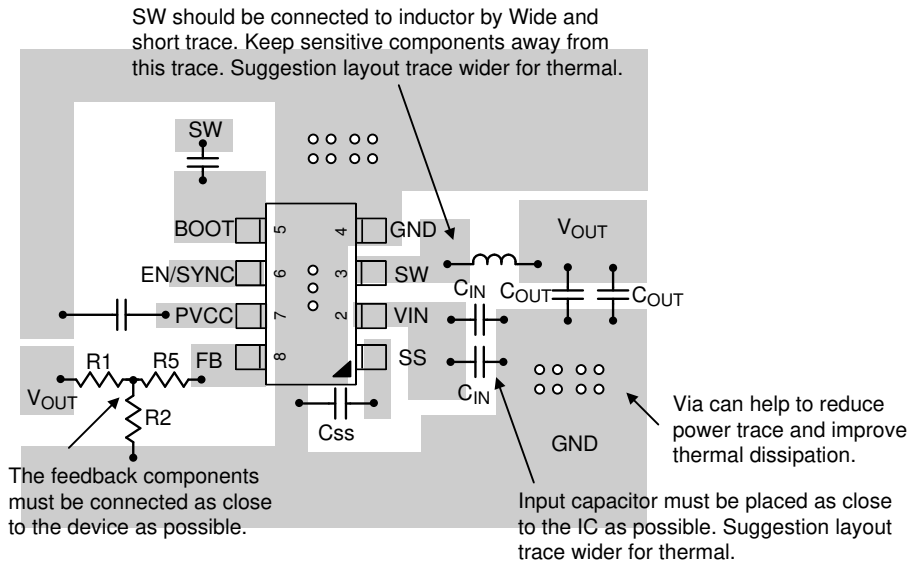 SW should be connected to inductor by Wide and
short trace. Keep sensitive components away from
this trace. Suggestion layout trace wider for thermal.
SW
BOOT
5
4
GND
VOUT
EN/SYNC
6
3
SW
CIN
COUT
COUT
PVCC
7
2
VIN
R1
R5
FB
8
SS
CIN
VOUT
R2
Css
Via can help to reduce
power trace and improve
thermal dissipation.
GND
The feedback components
must be connected as close
to the device as possible.
Input capacitor must be placed as close
to the IC as possible. Suggestion layout
trace wider for thermal.